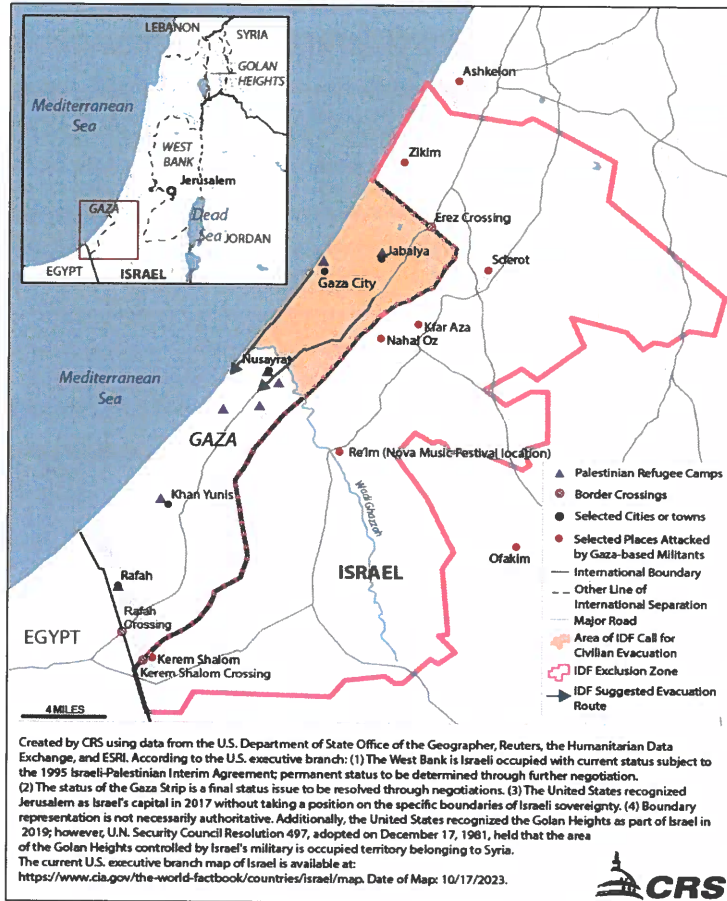 LEBANON
SYRIA
GOLAN
HEIGHTS
Mediterranean
Sea
WEST
BANK
Jerusalem
GAZA
Dead
Sea
JORDAN
EGYPT
ISRAEL
Ashkelon
Zikim
Erez Crossing
Jabalya
Gaza City
Sderot
Kfar Aza
Nahal Oz
Nusayrat
Mediterranean
Sea
GAZA
Re'im (Nova Music Festival location)
Wadi Ghazzah
Khan Yunis
ISRAEL
Ofakim
Rafah
Rafah
Crossing
EGYPT
Kerem Shalom
Kerem Shalom Crossing
4 MILES
Palestinian Refugee Camps
Border Crossings
Selected Cities or towns
Selected Places Attacked
by Gaza-based Militants
International Boundary
Other Line of
International Separation
Major Road
Area of IDF Call for
Civilian Evacuation
IDF Exclusion Zone
IDF Suggested Evacuation
Route
Created by CRS using data from the U.S. Department of State Office of the Geographer, Reuters, the Humanitarian Data
Exchange, and ESRI. According to the U.S. executive branch: (1) The West Bank is Israeli occupied with current status subject to
the 1995 Israeli-Palestinian Interim Agreement; permanent status to be determined through further negotiation.
(2) The status of the Gaza Strip is a final status issue to be resolved through negotiations. (3) The United States recognized
Jerusalem as Israel's capital in 2017 without taking a position on the specific boundaries of Israeli sovereignty. (4) Boundary
representation is not necessarily authoritative. Additionally, the United States recognized the Golan Heights as part of Israel in
2019; however, U.N. Security Council Resolution 497, adopted on December 17, 1981, held that the area
of the Golan Heights controlled by Israel's military is occupied territory belonging to Syria.
The current U.S. executive branch map of Israel is available at:
https://www.cia.gov/the-world-factbook/countries/israel/map. Date of Map: 10/17/2023.
CRS